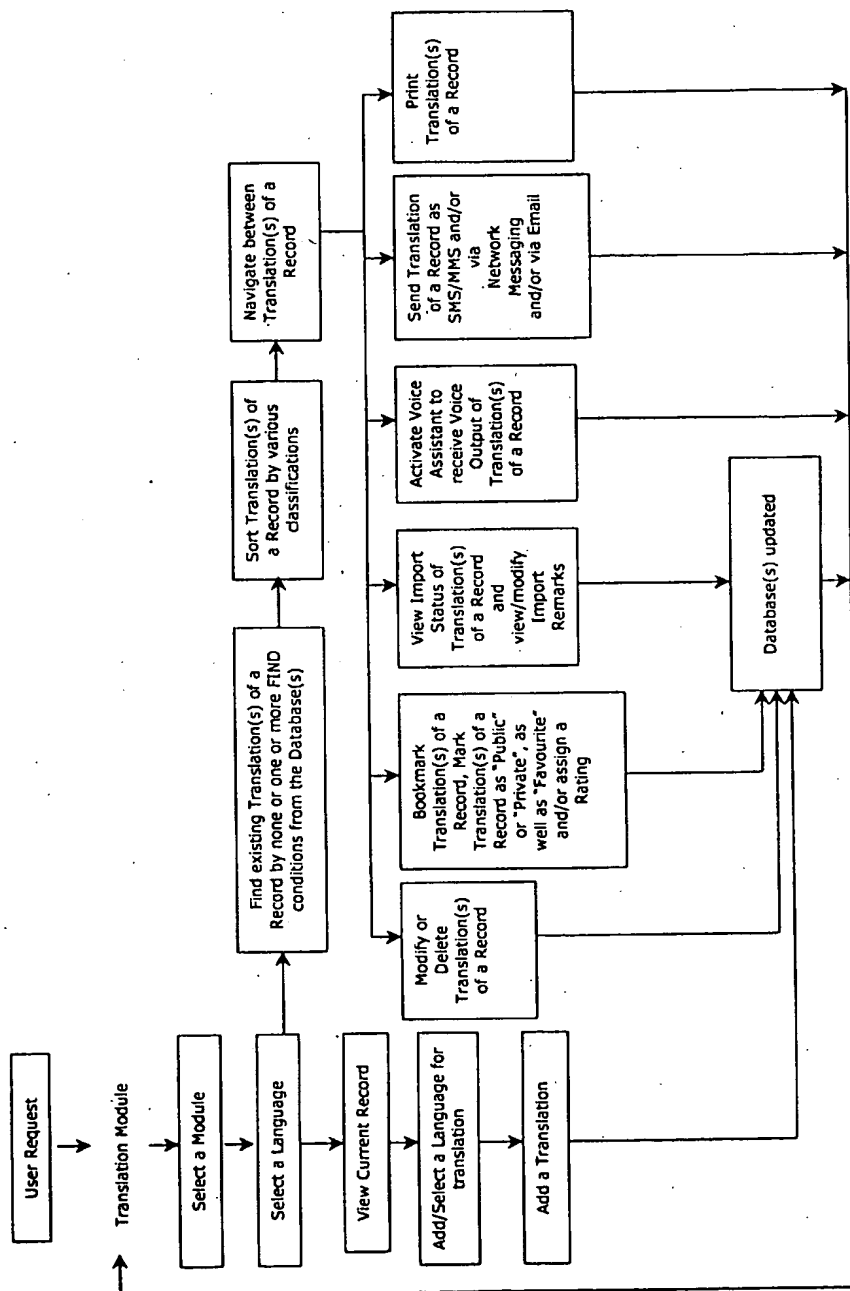 User Request
Translation Module
Select a Module
Select a Language
View Current Record
Add/Select a Language for
translation
Add a Translation
Find existing Translation(s) of a
Record by none or one or more FIND
conditions from the Database(s)
Sort Translation(s) of
a Record by various
classifications
Navigate between
Translation(s) of a
Record
Modify or
Delete
Translation(s)
of a Record
Bookmark
Translation(s) of a
Record, Mark
Translation(s) of a
Record as "Public"
or "Private", as
well as "Favourite"
and/or assign a
Rating
View Import
Status of
Translation(s)
of a Record
and
view/modify
Import
Remarks
Activate Voice
Assistant to
receive Voice
Output of
Translation(s)
of a Record
Send Translation
of a Record as
SMS/MMS and/or
via
Network
Messaging
and/or via Email
Print
Translation(s)
of a Record
Database(s) updated